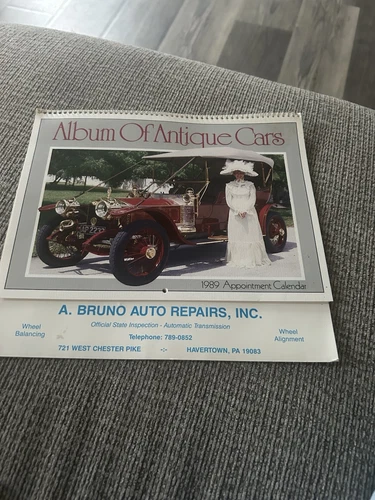 Album Of Antique Cars
1989 Appointment Calendar
A. BRUNO AUTO REPAIRS, INC.
Official State Inspection - Automatic Transmission
Wheel
Balancing
Telephone: 789-0852
Wheel
Alignment
721 WEST CHESTER PIKE -:- HAVERTOWN, PA 19083